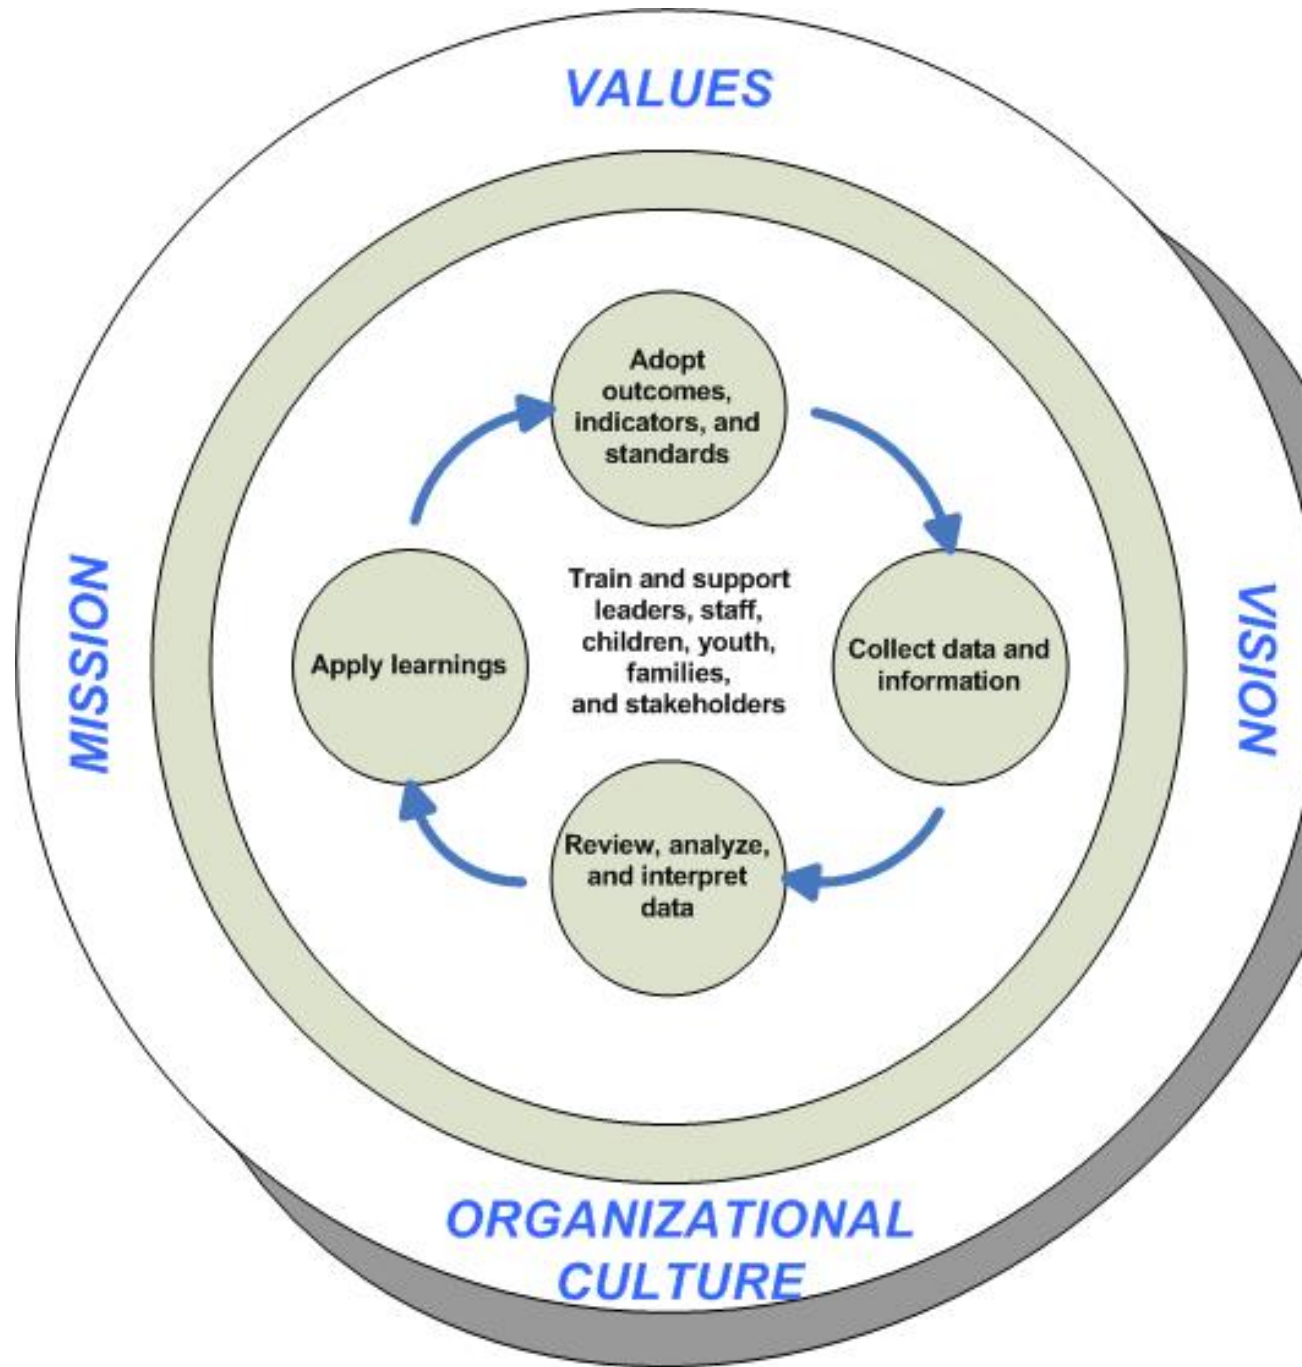 VALUES
Adopt
outcomes,
indicators, and
standards
MISSION
Apply learnings
Train and support
leaders, staff,
children, youth,
families,
and stakeholders
Collect data and
information
VISION
Review, analyze,
and interpret
data
ORGANIZATIONAL
CULTURE